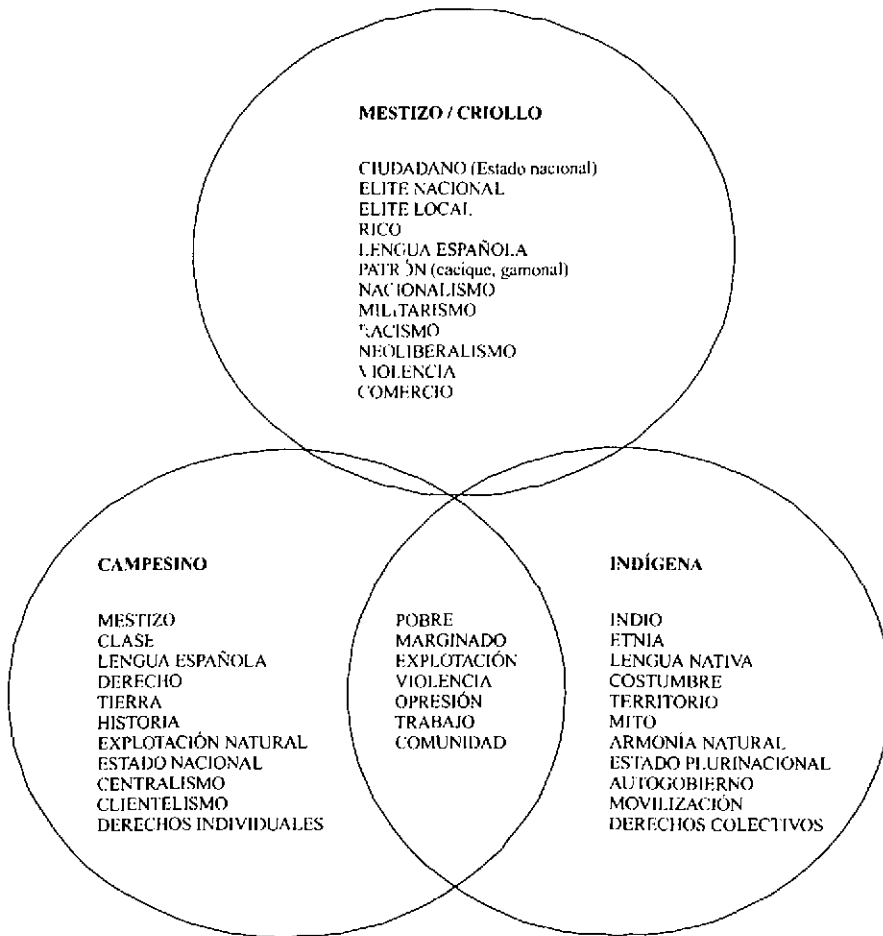 MESTIZO / CRIOLLO
CIUDADANO (Estado nacional)
ELITE NACIONAL
ELITE LOCAL
RICO
LENGUA ESPAÑOLA
PATRÓN (cacique, gamonal)
NACIONALISMO
MILITARISMO
RACISMO
NEOLIBERALISMO
VIOLENCIA
COMERCIO
CAMPESINO
MESTIZO
CLASE
LENGUA ESPAÑOLA
DERECHO
TIERRA
HISTORIA
EXPLOTACIÓN NATURAL
ESTADO NACIONAL
CENTRALISMO
CLIENTELISMO
DERECHOS INDIVIDUALES
POBRE
MARGINADO
EXPLOTACIÓN
VIOLENCIA
OPRESIÓN
TRABAJO
COMUNIDAD
INDÍGENA
INDIO
ETNIA
LENGUA NATIVA
COSTUMBRE
TERRITORIO
MITO
ARMONÍA NATURAL
ESTADO PLURINACIONAL
AUTOGOBIERNO
MOVILIZACIÓN
DERECHOS COLECTIVOS